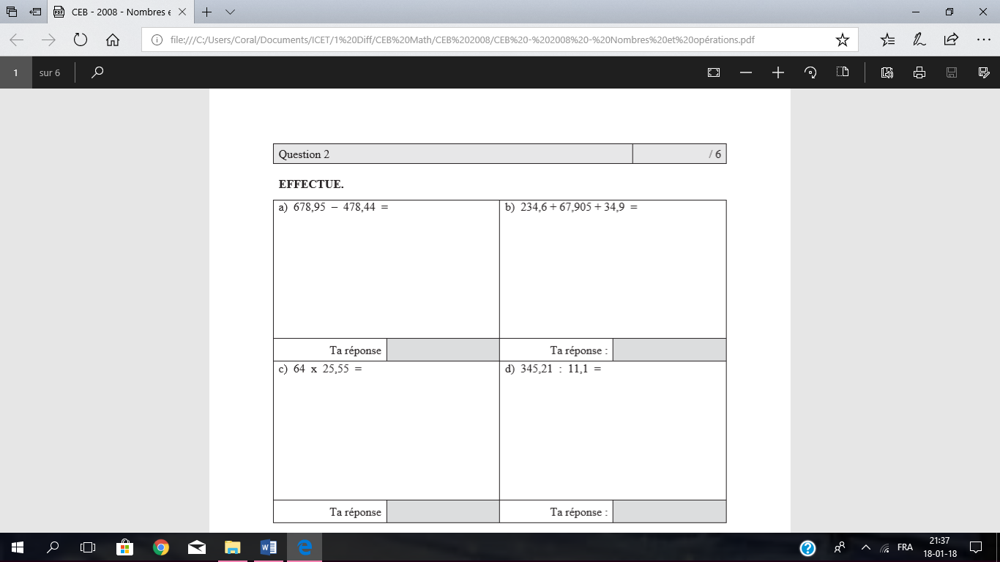 CEB - 2008 - Nombres e
file:///C:/Users/Coral/Documents/ICET/1%20Diff/CEB%20Math/CEB%202008/CEB%20-%202008%20-%20Nombres%20et%20opérations.pdf
1 sur 6
Question 2 / 6
EFFECTUE.
a) 678,95 – 478,44 =
b) 234,6 + 67,905 + 34,9 =
Ta réponse
Ta réponse :
c) 64 x 25,55 =
d) 345,21 : 11,1 =
Ta réponse
Ta réponse :
FRA
21:37
18-01-18